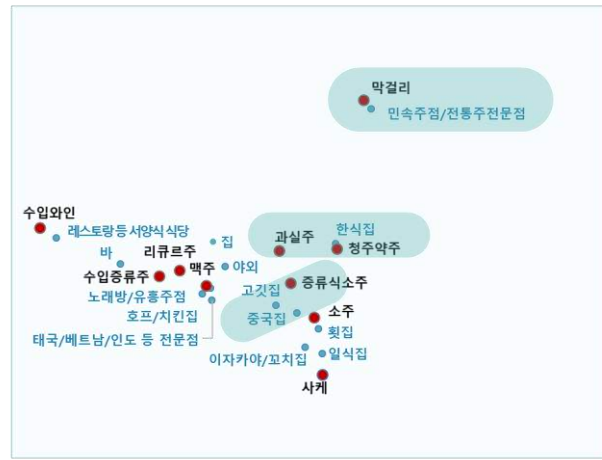 막걸리
민속주점/전통주전문점
수입와인
레스토랑 등 서양식 식당
한식집
과실주
집
바
리큐르주
청주약주
수입증류주
맥주
야외
증류식소주
노래방/유흥주점
고깃집
호프/치킨집
중국집
소주
태국/베트남/인도 등 전문점
횟집
이자카야/꼬치집
일식집
사케